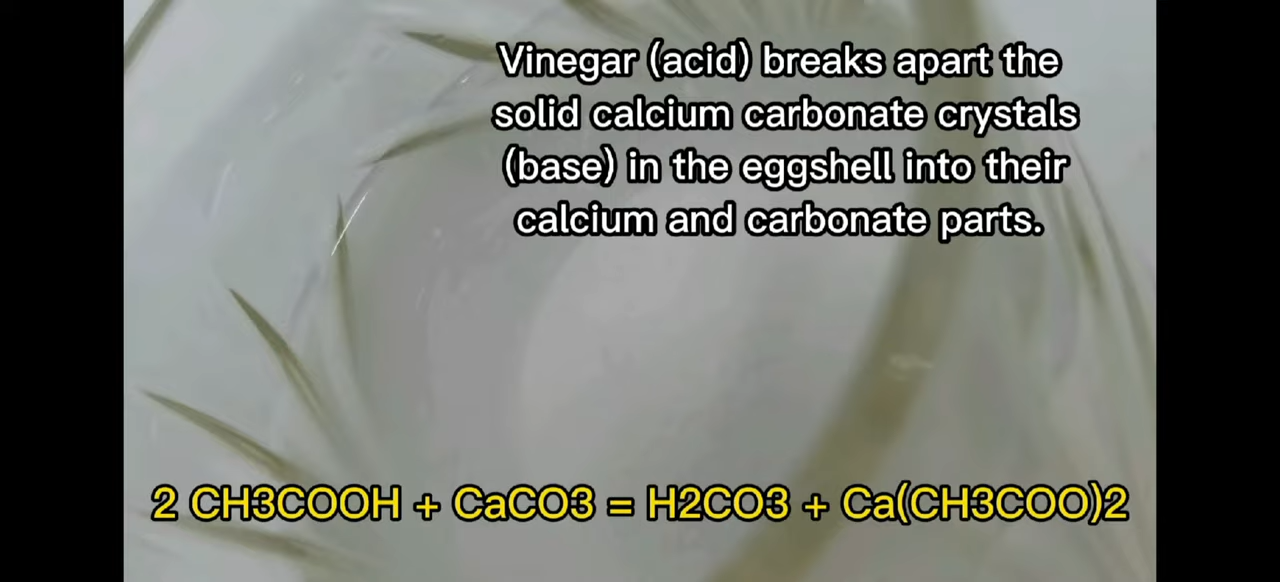 Vinegar (acid) breaks apart the
solid calcium carbonate crystals
(base) in the eggshell into their
calcium and carbonate parts.
2 CH3COOH + CaCO3 = H2CO3 + Ca(CH3COO)2